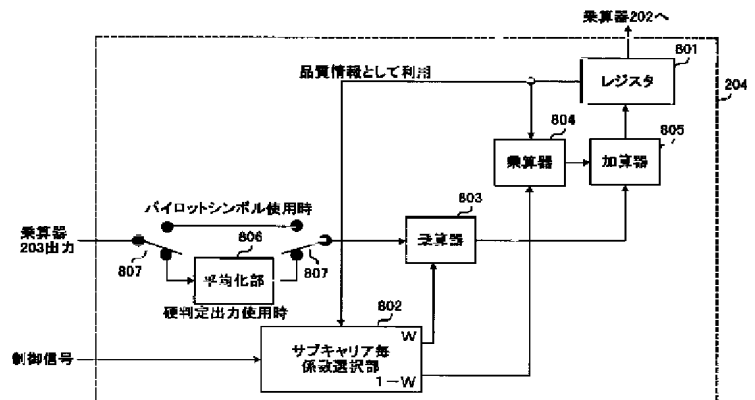 乗算器202へ
品質情報として利用
801
レジスタ
204
804
乗算器
805
加算器
パイロットシンボル使用時
803
乗算器
乗算器
203出力
807
806
平均化部
807
硬判定出力使用時
802
制御信号
サブキャリア毎
係数選択部
W
1-W